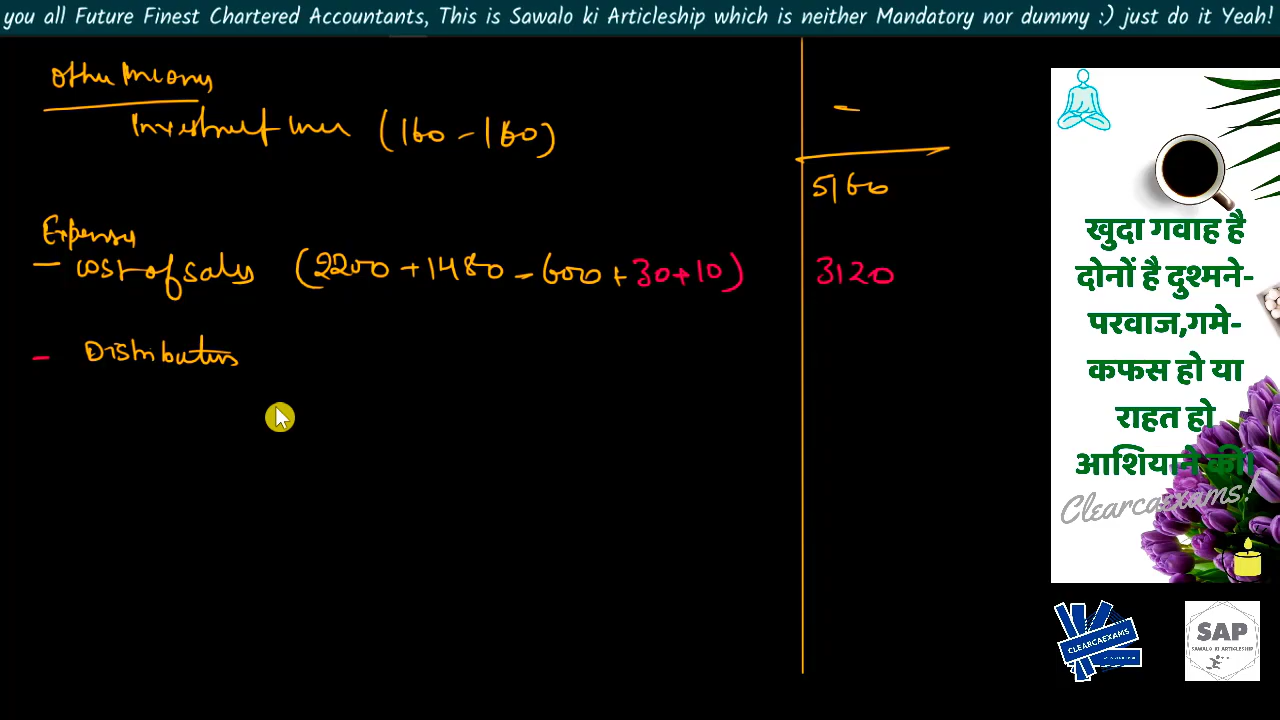 you all Future Finest Chartered Accountants, This is Sawalo ki Articleship which is neither Mandatory nor dummy :) just do it Yeah!
Other
Investment (160 - 160) -
5160
Expenses
- cost of sales (2200 + 1480 - 600 + 30 + 10) 3120
- Distribution
खुदा गवाह है
दोनों है दुश्मने-
परवाज,गमे-
कफस हो या
राहत हो
आशियाने की।
Clearcaexams!
CLEARCAEXAMS
SAP
SAWALO KI ARTICLESHIP